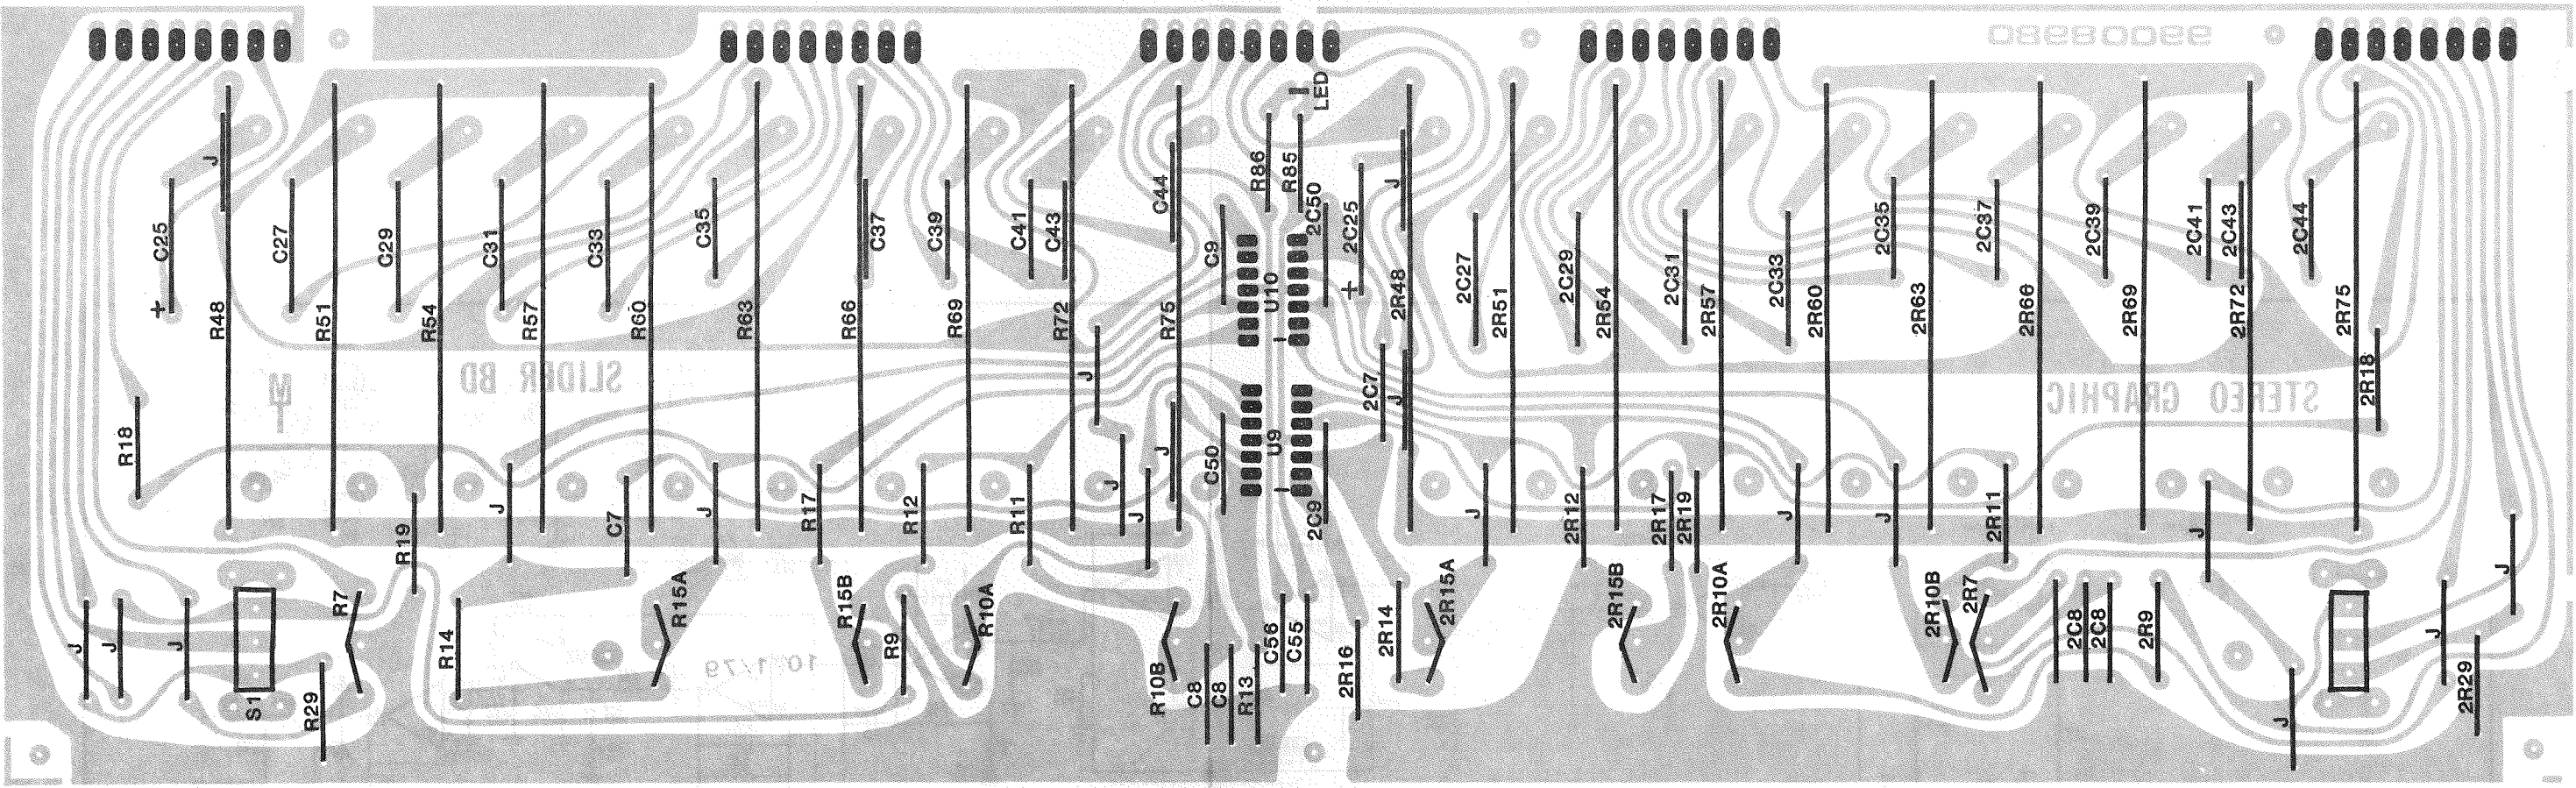 99008980
LED
J
C25
+
R48
C27
R51
C29
R54
C31
R57
C33
R60
C35
R63
C37
R66
C39
R69
C41
C43
R72
C44
R75
C9
R86
R85
U10
2C50
2C25
+
J
2R48
2C27
2R51
2C29
2R54
2C31
2R57
2C33
2R60
2C35
2R63
2C37
2R66
2C39
2R69
2C41
2C43
2R72
2C44
2R75
SLIDER BD
STEREO GRAPHIC
R18
R19
J
C7
J
R17
R12
R11
J
J
J
J
C50
U9
2C9
2C7
J
J
2R12
2R17
2R19
J
J
2R11
J
2R18
J
J
J
J
S1
R7
R29
R14
R15A
R15B
R9
R10A
R10B
C8
C8
R13
C56
C55
2R16
2R14
2R15A
2R15B
2R10A
2R10B
2R7
2C8
2C8
2R9
J
J
2R29
10/1/79